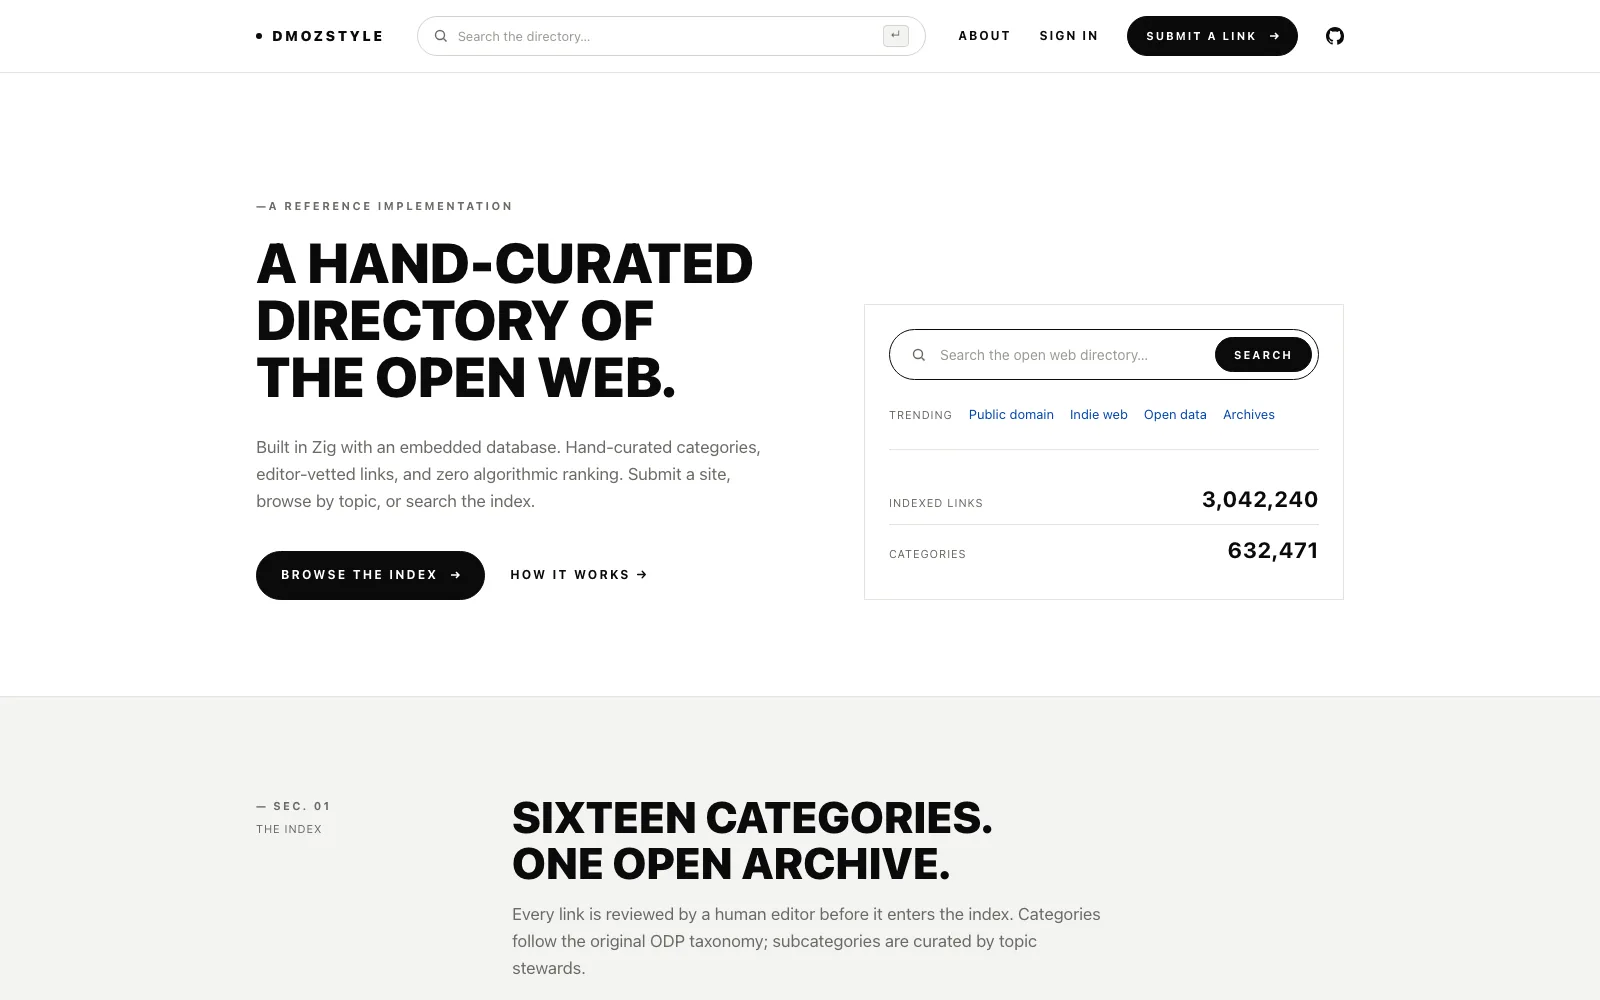 DMOZSTYLE
Search the directory...
↵
ABOUT
SIGN IN
SUBMIT A LINK →
—A REFERENCE IMPLEMENTATION
A HAND-CURATED
DIRECTORY OF
THE OPEN WEB.
Built in Zig with an embedded database. Hand-curated categories,
editor-vetted links, and zero algorithmic ranking. Submit a site,
browse by topic, or search the index.
BROWSE THE INDEX →
HOW IT WORKS →
Search the open web directory...
SEARCH
TRENDING Public domain Indie web Open data Archives
INDEXED LINKS 3,042,240
CATEGORIES 632,471
— SEC. 01
THE INDEX
SIXTEEN CATEGORIES.
ONE OPEN ARCHIVE.
Every link is reviewed by a human editor before it enters the index. Categories
follow the original ODP taxonomy; subcategories are curated by topic
stewards.